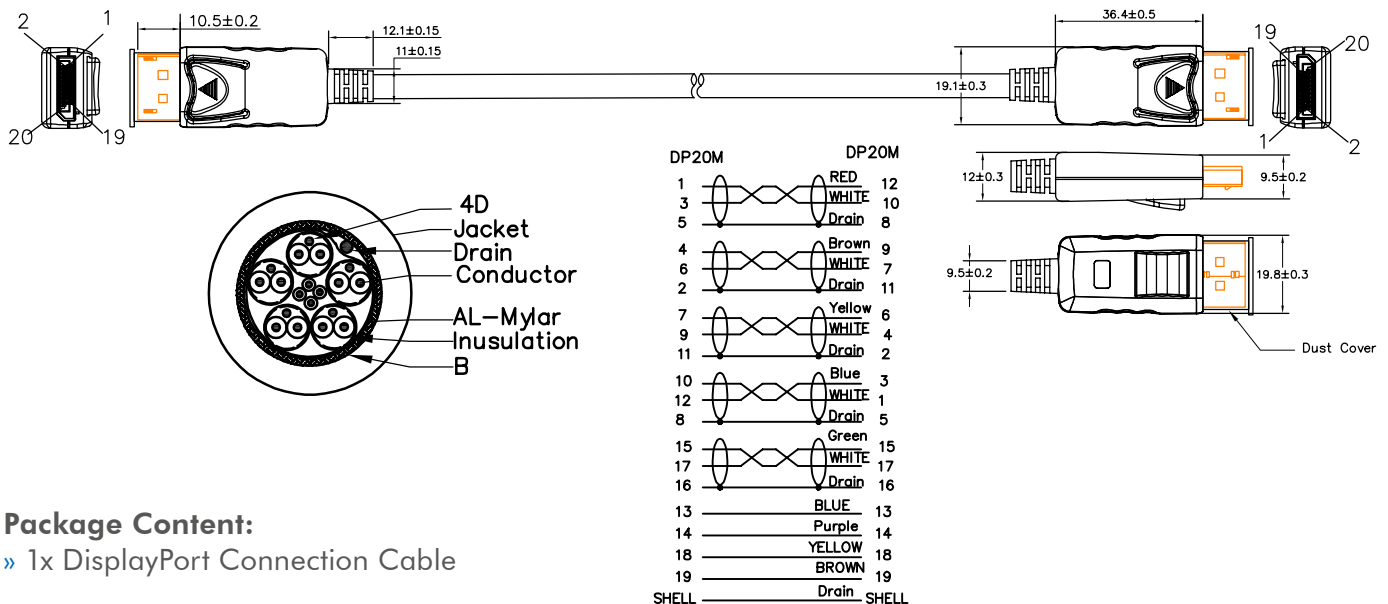 2 1
20 19
10.5±0.2
12.1±0.15
11±0.15
36.4±0.5
19.1±0.3
19 20
1 2
12±0.3
9.5±0.2
9.5±0.2
19.8±0.3
Dust Cover
4D
Jacket
Drain
Conductor
AL-Mylar
Inusulation
B
DP20M DP20M
1 RED 12
3 WHITE 10
5 Drain 8
4 Brown 9
6 WHITE 7
2 Drain 11
7 Yellow 6
9 WHITE 4
11 Drain 2
10 Blue 3
12 WHITE 1
8 Drain 5
15 Green 15
17 WHITE 17
16 Drain 16
13 BLUE 13
14 Purple 14
18 YELLOW 18
19 BROWN 19
SHELL Drain SHELL
Package Content:
» 1x DisplayPort Connection Cable